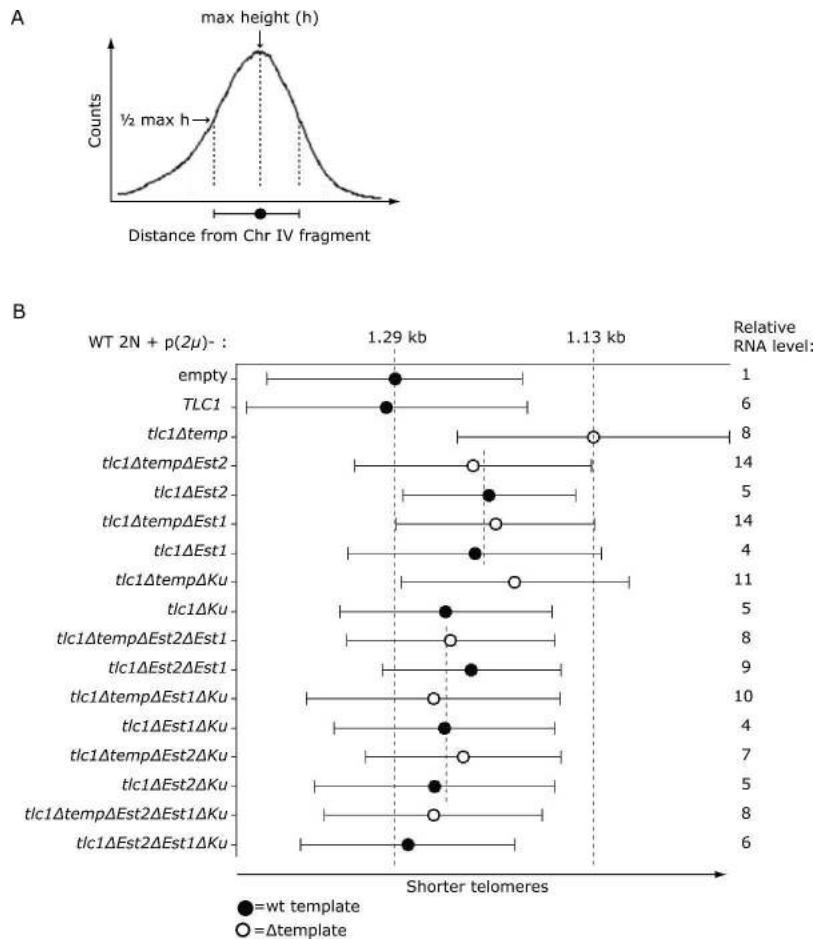 A
max height (h)
½ max h
Counts
Distance from Chr IV fragment
B
WT 2N + p(2μ)- :
1.29 kb
1.13 kb
Relative
RNA level:
empty 1
TLC1 6
tlc1Δtemp 8
tlc1ΔtempΔEst2 14
tlc1ΔEst2 5
tlc1ΔtempΔEst1 14
tlc1ΔEst1 4
tlc1ΔtempΔKu 11
tlc1ΔKu 5
tlc1ΔtempΔEst2ΔEst1 8
tlc1ΔEst2ΔEst1 9
tlc1ΔtempΔEst1ΔKu 10
tlc1ΔEst1ΔKu 4
tlc1ΔtempΔEst2ΔKu 7
tlc1ΔEst2ΔKu 5
tlc1ΔtempΔEst2ΔEst1ΔKu 8
tlc1ΔEst2ΔEst1ΔKu 6
Shorter telomeres
=wt template
=Δtemplate